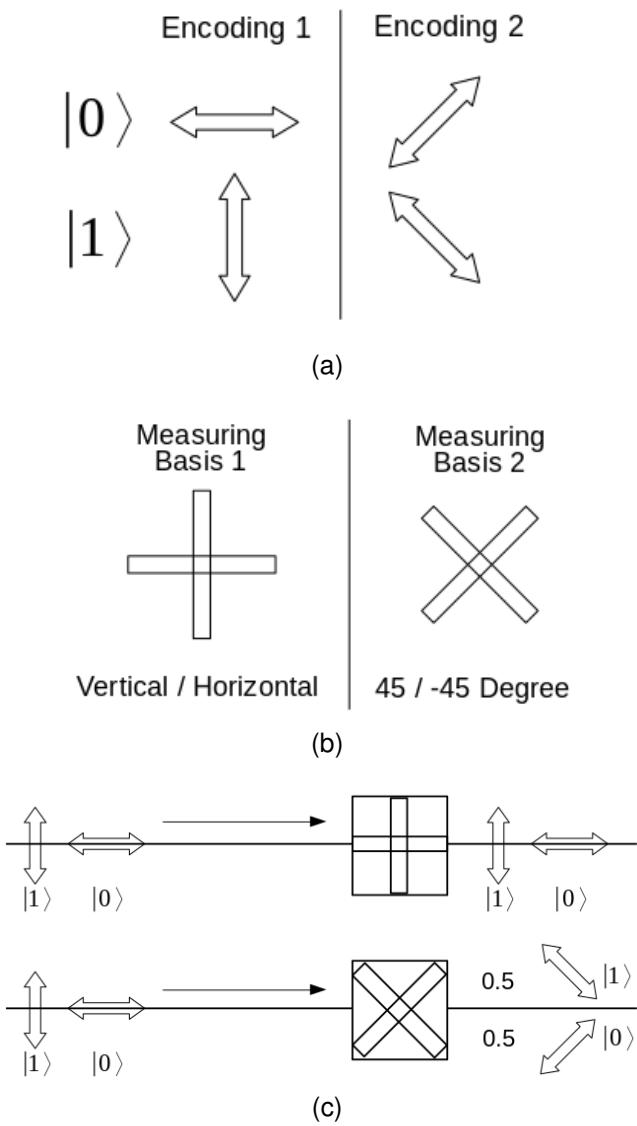 Encoding 1
Encoding 2
|0⟩
|1⟩
(a)
Measuring
Basis 1
Measuring
Basis 2
Vertical / Horizontal
45 / -45 Degree
(b)
|1⟩ |0⟩ |1⟩ |0⟩
0.5 |1⟩
|1⟩ |0⟩ 0.5 |0⟩
(c)